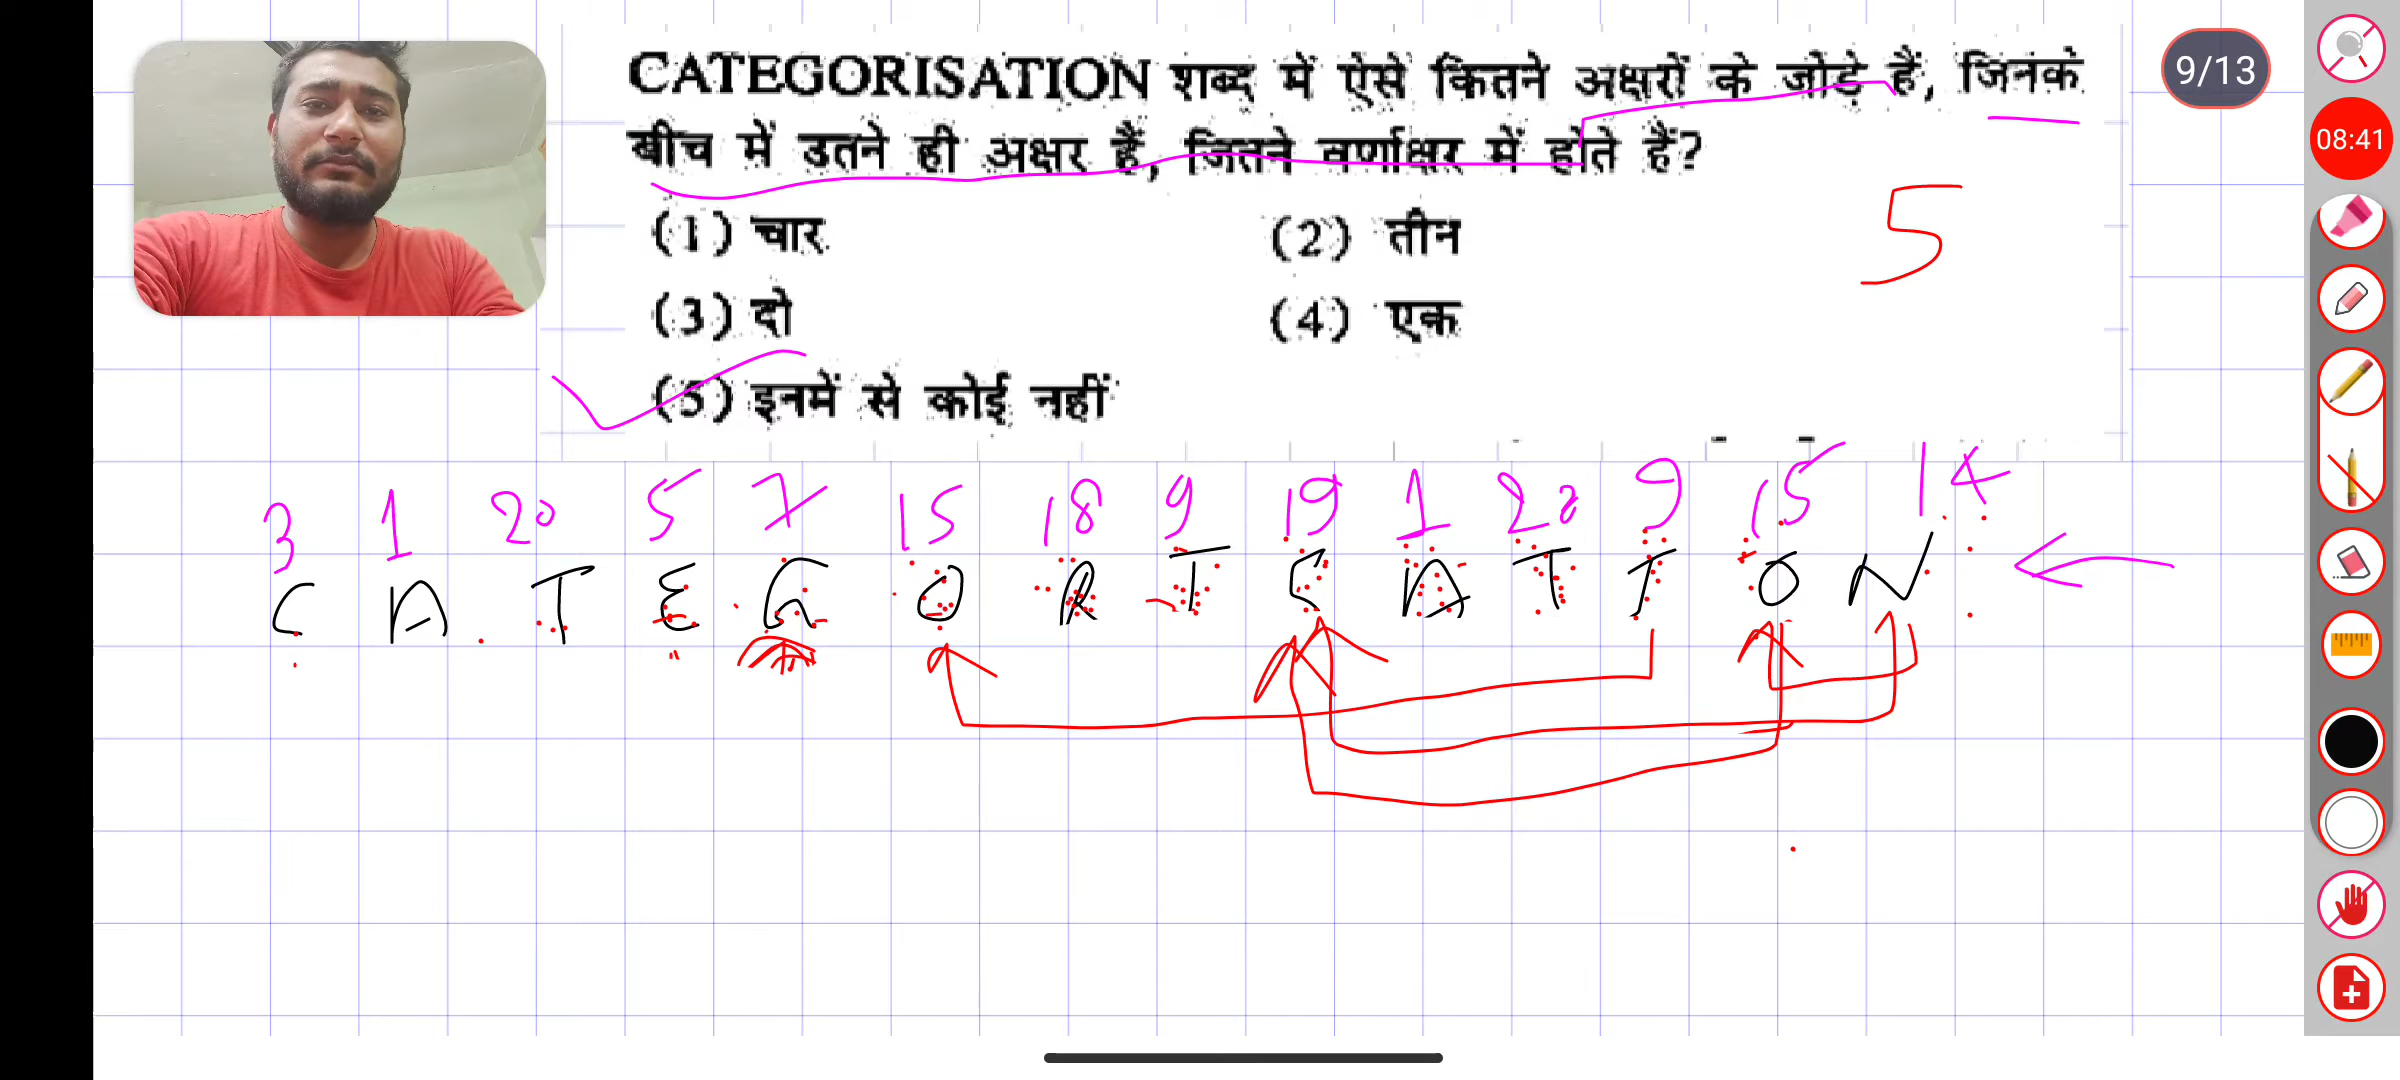 CATEGORISATION शब्द में ऐसे कितने अक्षरों के जोड़े हैं, जिनके
बीच में उतने ही अक्षर हैं, जितने वर्णाक्षर में होते हैं?
(1) चार (2) तीन
(3) दो (4) एक
(5) इनमें से कोई नहीं
5
9/13
08:41
3 1 20 5 7 15 18 9 19 1 20 9 15 14
C A T E G O R I S A T I O N